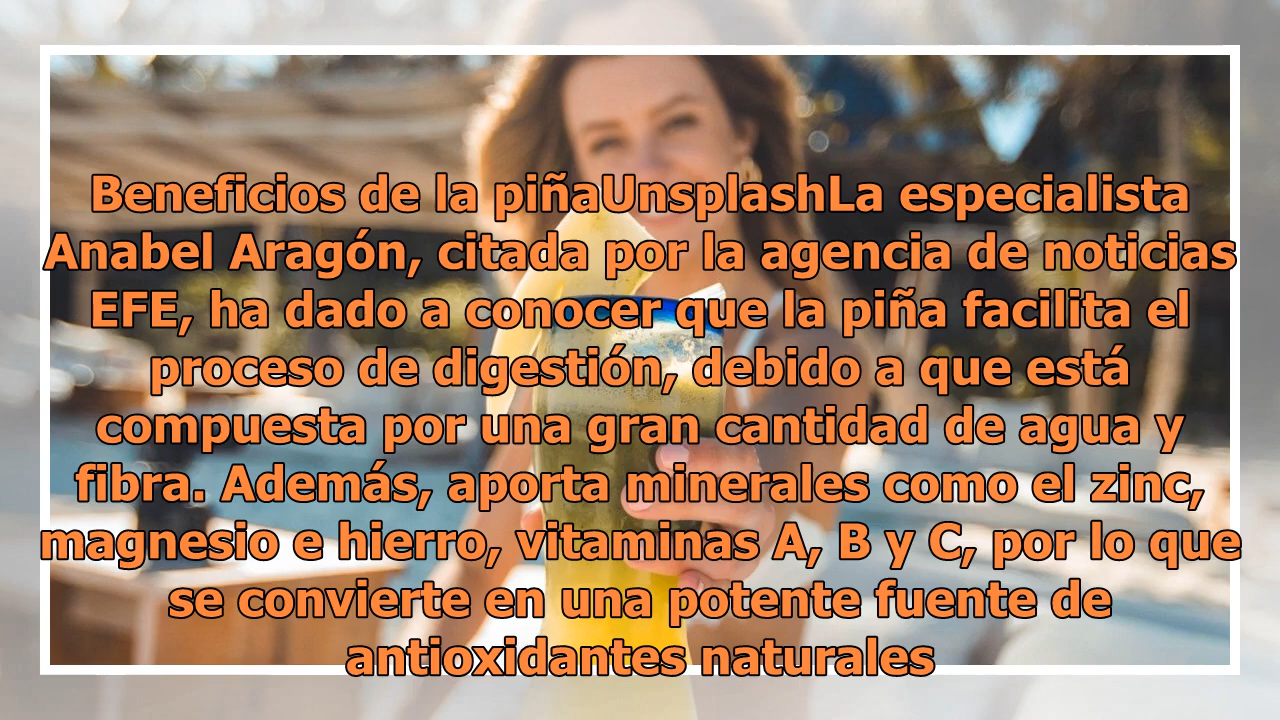 Beneficios de la piñaUnsplashLa especialista
Anabel Aragón, citada por la agencia de noticias
EFE, ha dado a conocer que la piña facilita el
proceso de digestión, debido a que está
compuesta por una gran cantidad de agua y
fibra. Además, aporta minerales como el zinc,
magnesio e hierro, vitaminas A, B y C, por lo que
se convierte en una potente fuente de
antioxidantes naturales